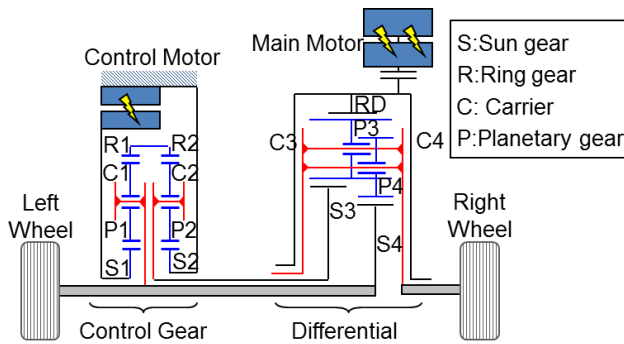 Control Motor
Main Motor
S:Sun gear
R:Ring gear
C: Carrier
P:Planetary gear
RD
R1
R2
C3
P3
C4
C1
C2
Left
Wheel
P4
Right
Wheel
S3
P1
P2
S4
S1
S2
Control Gear
Differential